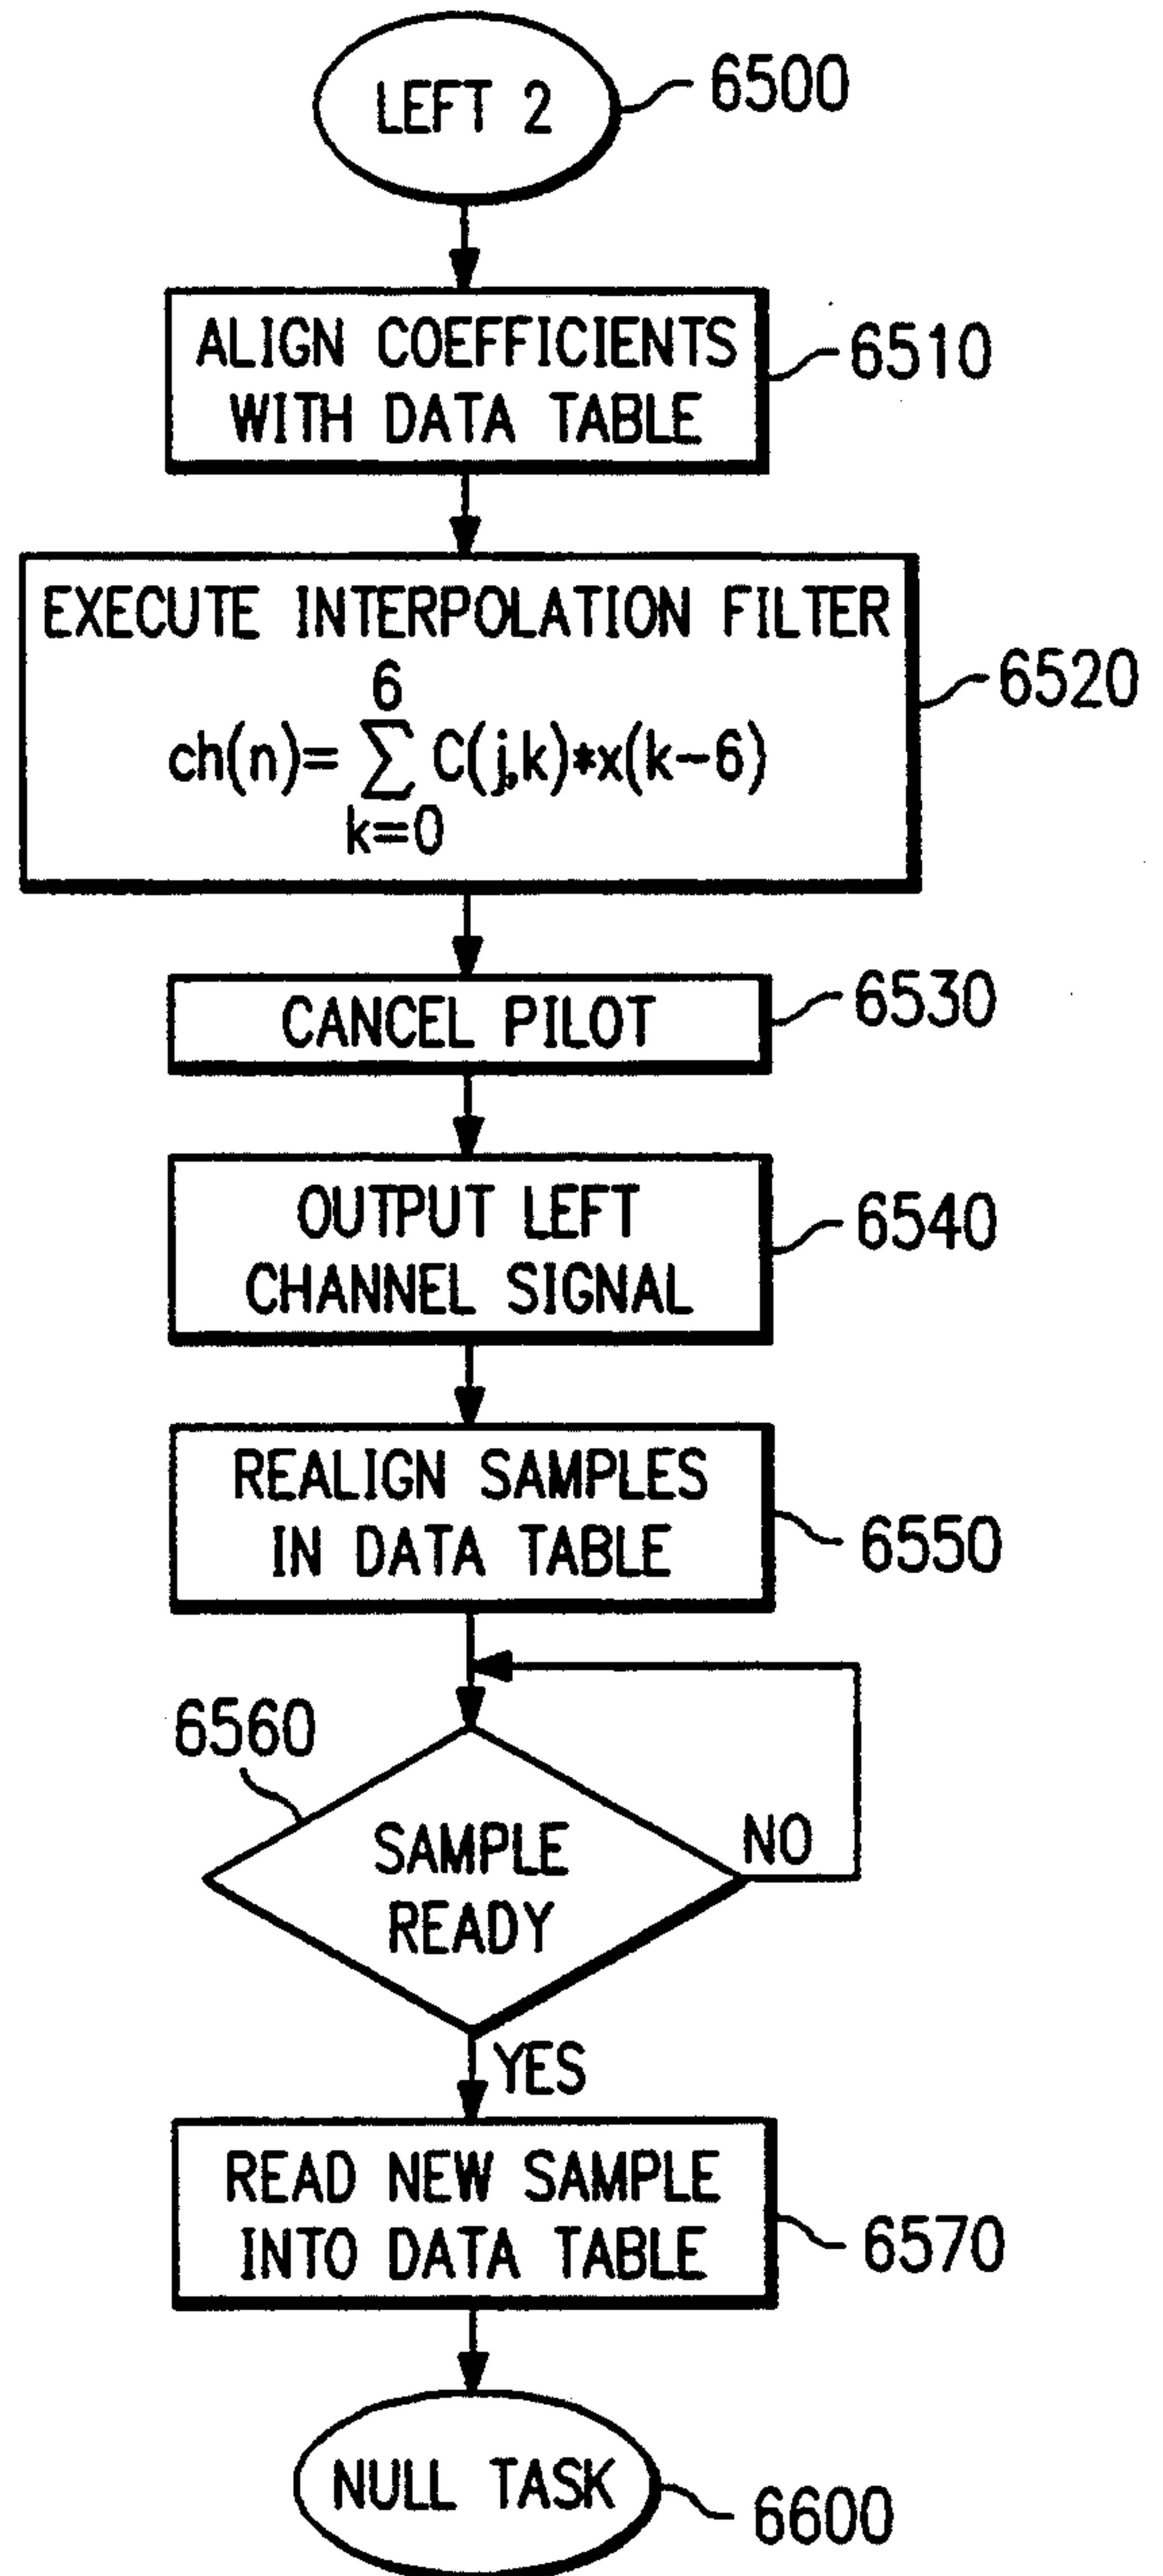 LEFT 2
6500
ALIGN COEFFICIENTS
WITH DATA TABLE
6510
EXECUTE INTERPOLATION FILTER
6
ch(n)= ∑ C(j,k)*x(k-6)
k=0
6520
CANCEL PILOT
6530
OUTPUT LEFT
CHANNEL SIGNAL
6540
REALIGN SAMPLES
IN DATA TABLE
6550
6560
SAMPLE
READY
NO
YES
READ NEW SAMPLE
INTO DATA TABLE
6570
NULL TASK
6600